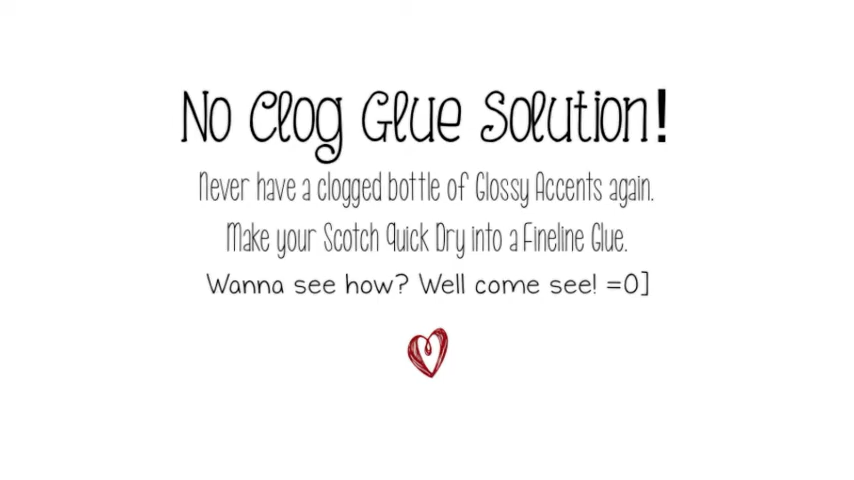 No Clog Glue Solution!
Never have a clogged bottle of Glossy Accents again.
Make your Scotch Quick Dry into a Fineline Glue.
Wanna see how? Well come see! =0]